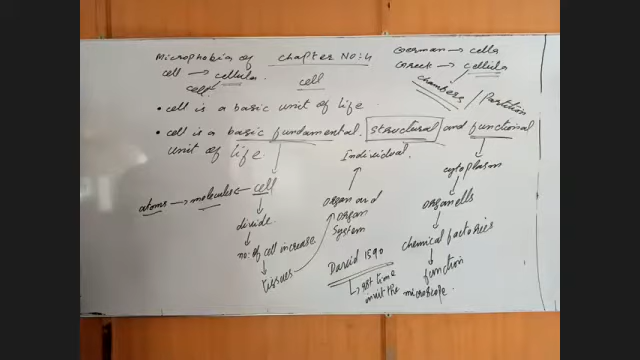 Microphobia of
cell → cellula.
cell
chapter No: 4
cell
German → cells
Greek → cellula
chambers / Partition
• cell is a basic unit of life
• cell is a basic fundamental structural and functional
unit of life.
atoms → molecules ← cell
divide
no: of cell increase
tissues
organ and
organ
system
Individual.
cytoplasm
organells
chemical factories
function
David 1590
1st time
invit the microscope.